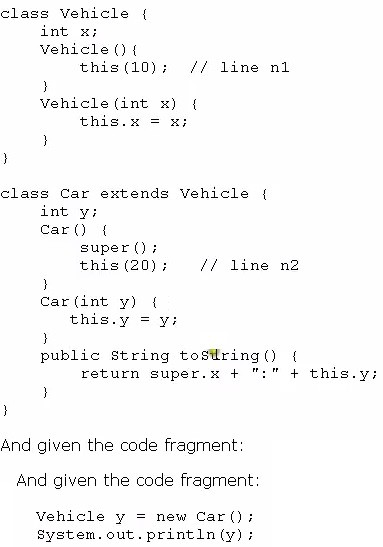 class Vehicle {
int x;
Vehicle(){
this(10);  // line n1
}
Vehicle(int x) {
this.x = x;
}
}
class Car extends Vehicle {
int y;
Car() {
super();
this(20);  // line n2
}
Car(int y) {
this.y = y;
}
public String toString() {
return super.x + ":" + this.y;
}
}
And given the code fragment:
And given the code fragment:
Vehicle y = new Car();
System.out.println(y);